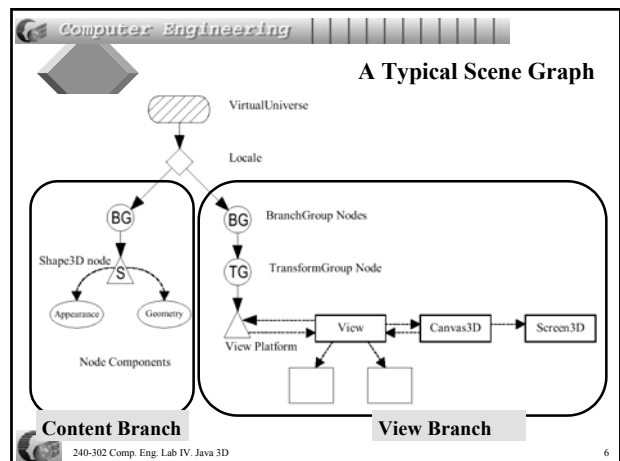 Computer Engineering
A Typical Scene Graph
VirtualUniverse
Locale
BG
BG
BranchGroup Nodes
Shape3D node
S
TG
TransformGroup Node
Appearance
Geometry
View Platform
View
Canvas3D
Screen3D
Node Components
Content Branch
View Branch
240-302 Comp. Eng. Lab IV. Java 3D
6